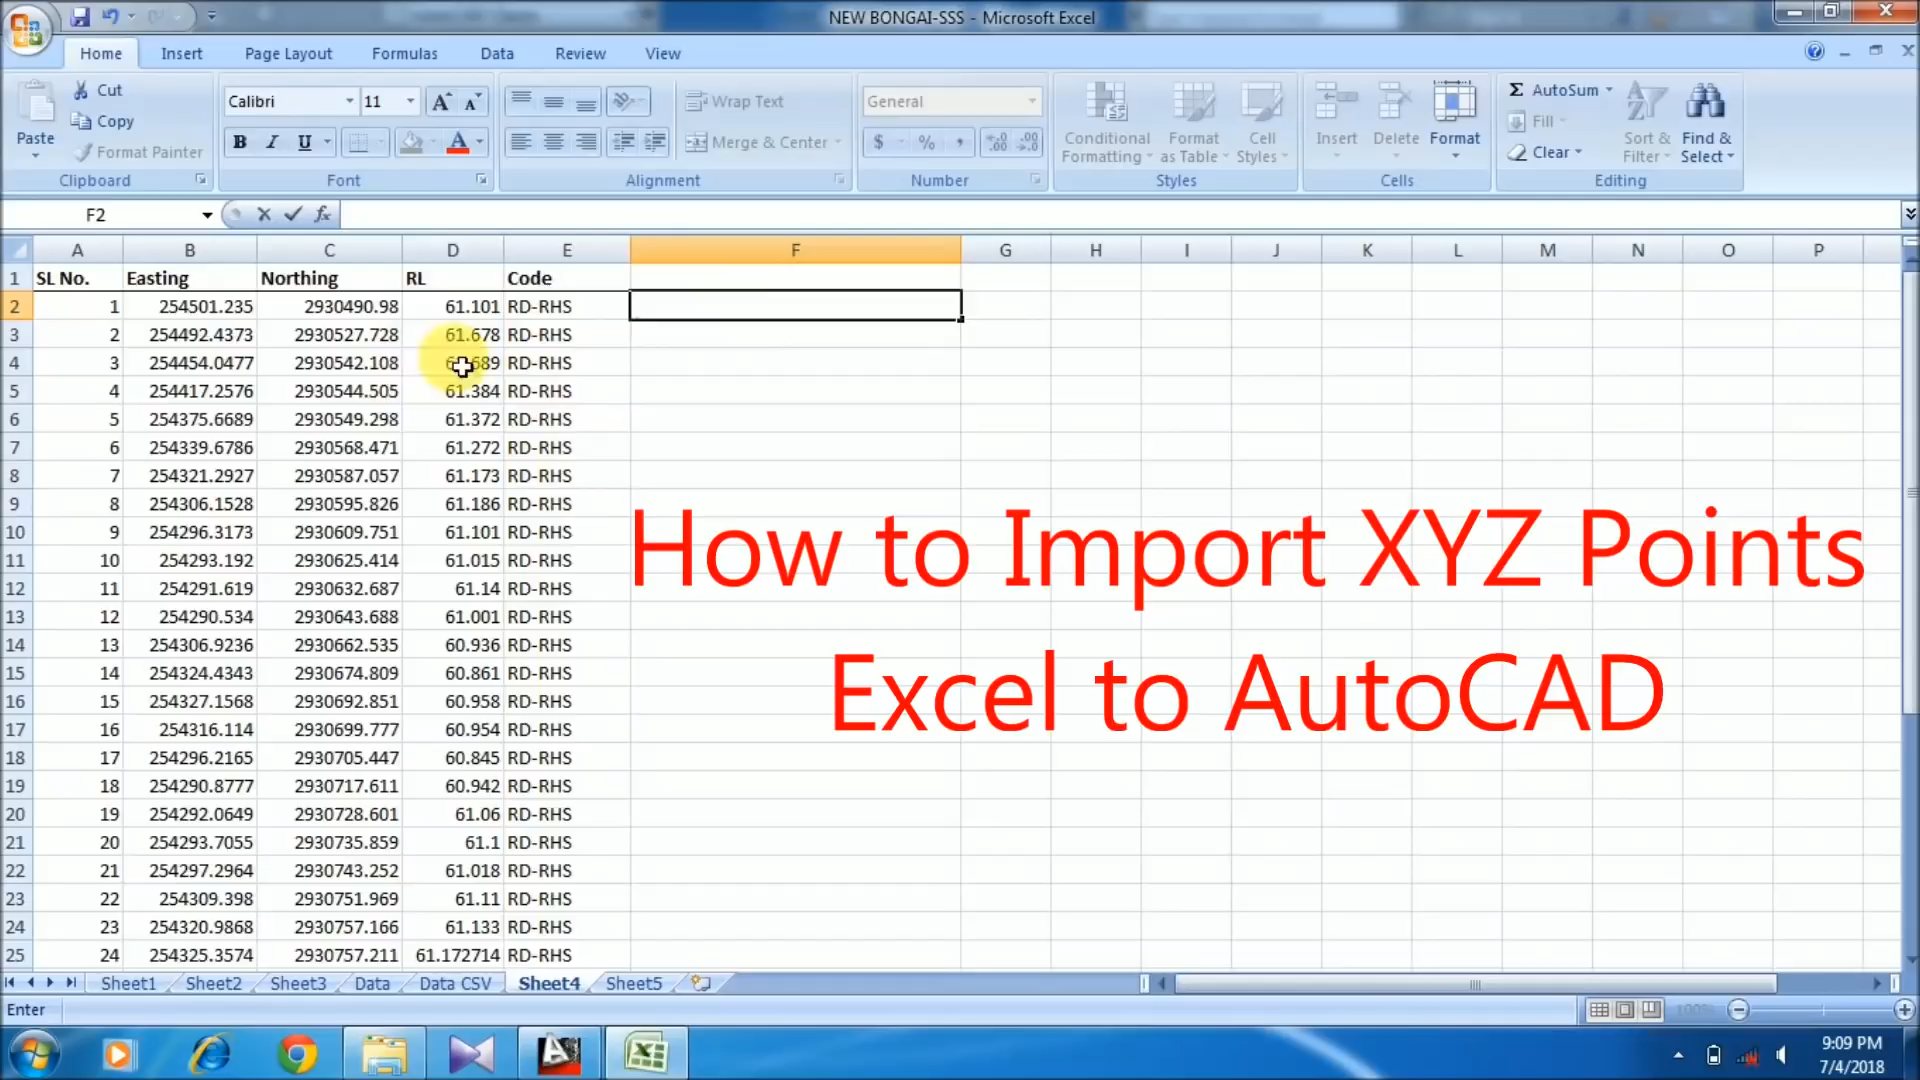 NEW BONGAI-SSS - Microsoft Excel
Home Insert Page Layout Formulas Data Review View
Cut
Copy
Format Painter
Paste
Clipboard
Calibri 11
B I U
Font
Wrap Text
Merge & Center
Alignment
General
$ % ,
Number
Conditional Formatting
Format as Table
Cell Styles
Styles
Insert Delete Format
Cells
AutoSum
Fill
Clear
Sort & Filter
Find & Select
Editing
F2 fx
A B C D E F G H I J K L M N O P
1 SL No. Easting Northing RL Code
2 1 254501.235 2930490.98 61.101 RD-RHS
3 2 254492.4373 2930527.728 61.678 RD-RHS
4 3 254454.0477 2930542.108 RD-RHS
5 4 254417.2576 2930544.505 61.384 RD-RHS
6 5 254375.6689 2930549.298 61.372 RD-RHS
7 6 254339.6786 2930568.471 61.272 RD-RHS
8 7 254321.2927 2930587.057 61.173 RD-RHS
9 8 254306.1528 2930595.826 61.186 RD-RHS
10 9 254296.3173 2930609.751 61.101 RD-RHS
11 10 254293.192 2930625.414 61.015 RD-RHS
12 11 254291.619 2930632.687 61.14 RD-RHS
13 12 254290.534 2930643.688 61.001 RD-RHS
14 13 254306.9236 2930662.535 60.936 RD-RHS
15 14 254324.4343 2930674.809 60.861 RD-RHS
16 15 254327.1568 2930692.851 60.958 RD-RHS
17 16 254316.114 2930699.777 60.954 RD-RHS
18 17 254296.2165 2930705.447 60.845 RD-RHS
19 18 254290.8777 2930717.611 60.942 RD-RHS
20 19 254292.0649 2930728.601 61.06 RD-RHS
21 20 254293.7055 2930735.859 61.1 RD-RHS
22 21 254297.2964 2930743.252 61.018 RD-RHS
23 22 254309.398 2930751.969 61.11 RD-RHS
24 23 254320.9868 2930757.166 61.133 RD-RHS
25 24 254325.3574 2930757.211 61.172714 RD-RHS
How to Import XYZ Points
Excel to AutoCAD
Sheet1 Sheet2 Sheet3 Data Data CSV Sheet4 Sheet5
Enter 100%
9:09 PM
7/4/2018